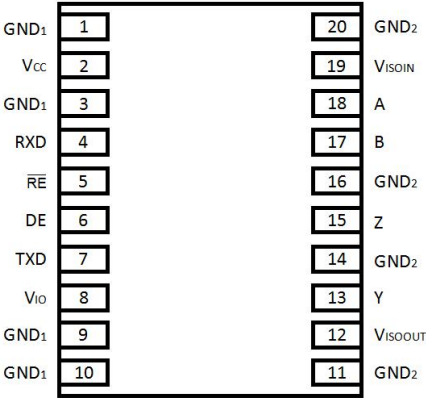 GND1 1 20 GND2
VCC 2 19 VISOIN
GND1 3 18 A
RXD 4 17 B
R̅E̅ 5 16 GND2
DE 6 15 Z
TXD 7 14 GND2
VIO 8 13 Y
GND1 9 12 VISOOUT
GND1 10 11 GND2